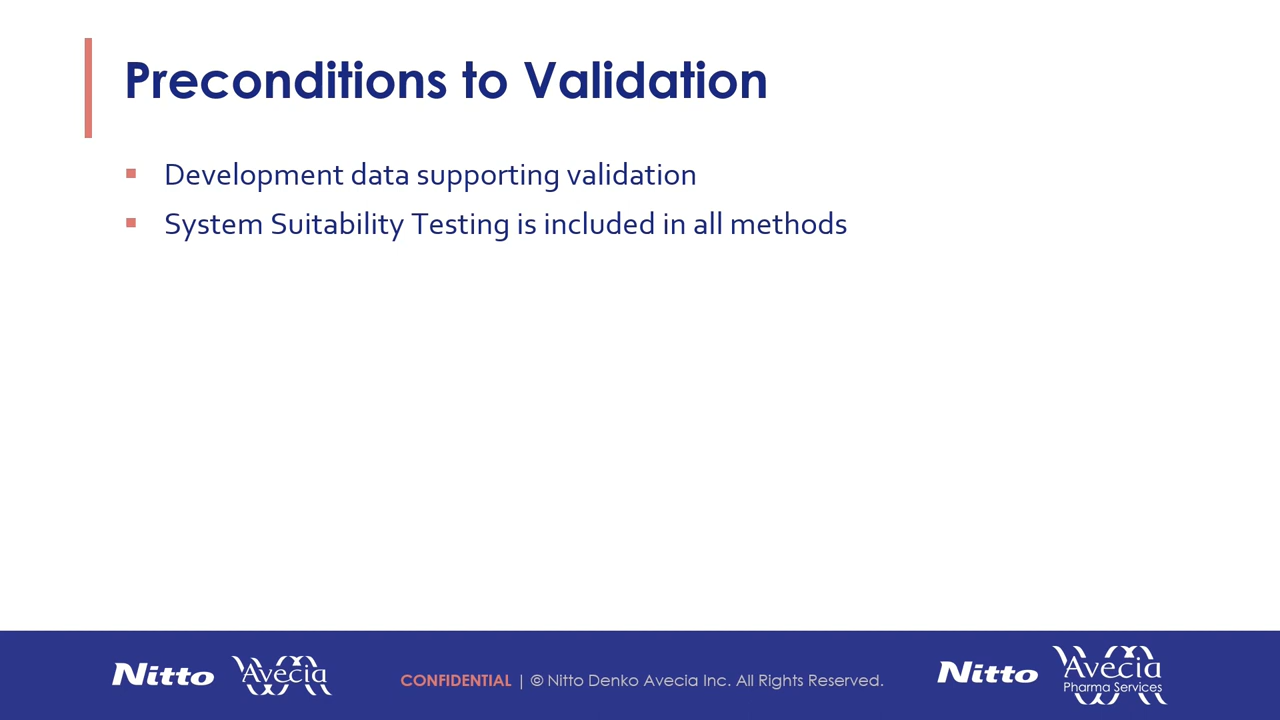 Preconditions to Validation
Development data supporting validation
System Suitability Testing is included in all methods
Nitto Avecia
CONFIDENTIAL | © Nitto Denko Avecia Inc. All Rights Reserved.
Nitto Avecia
Pharma Services